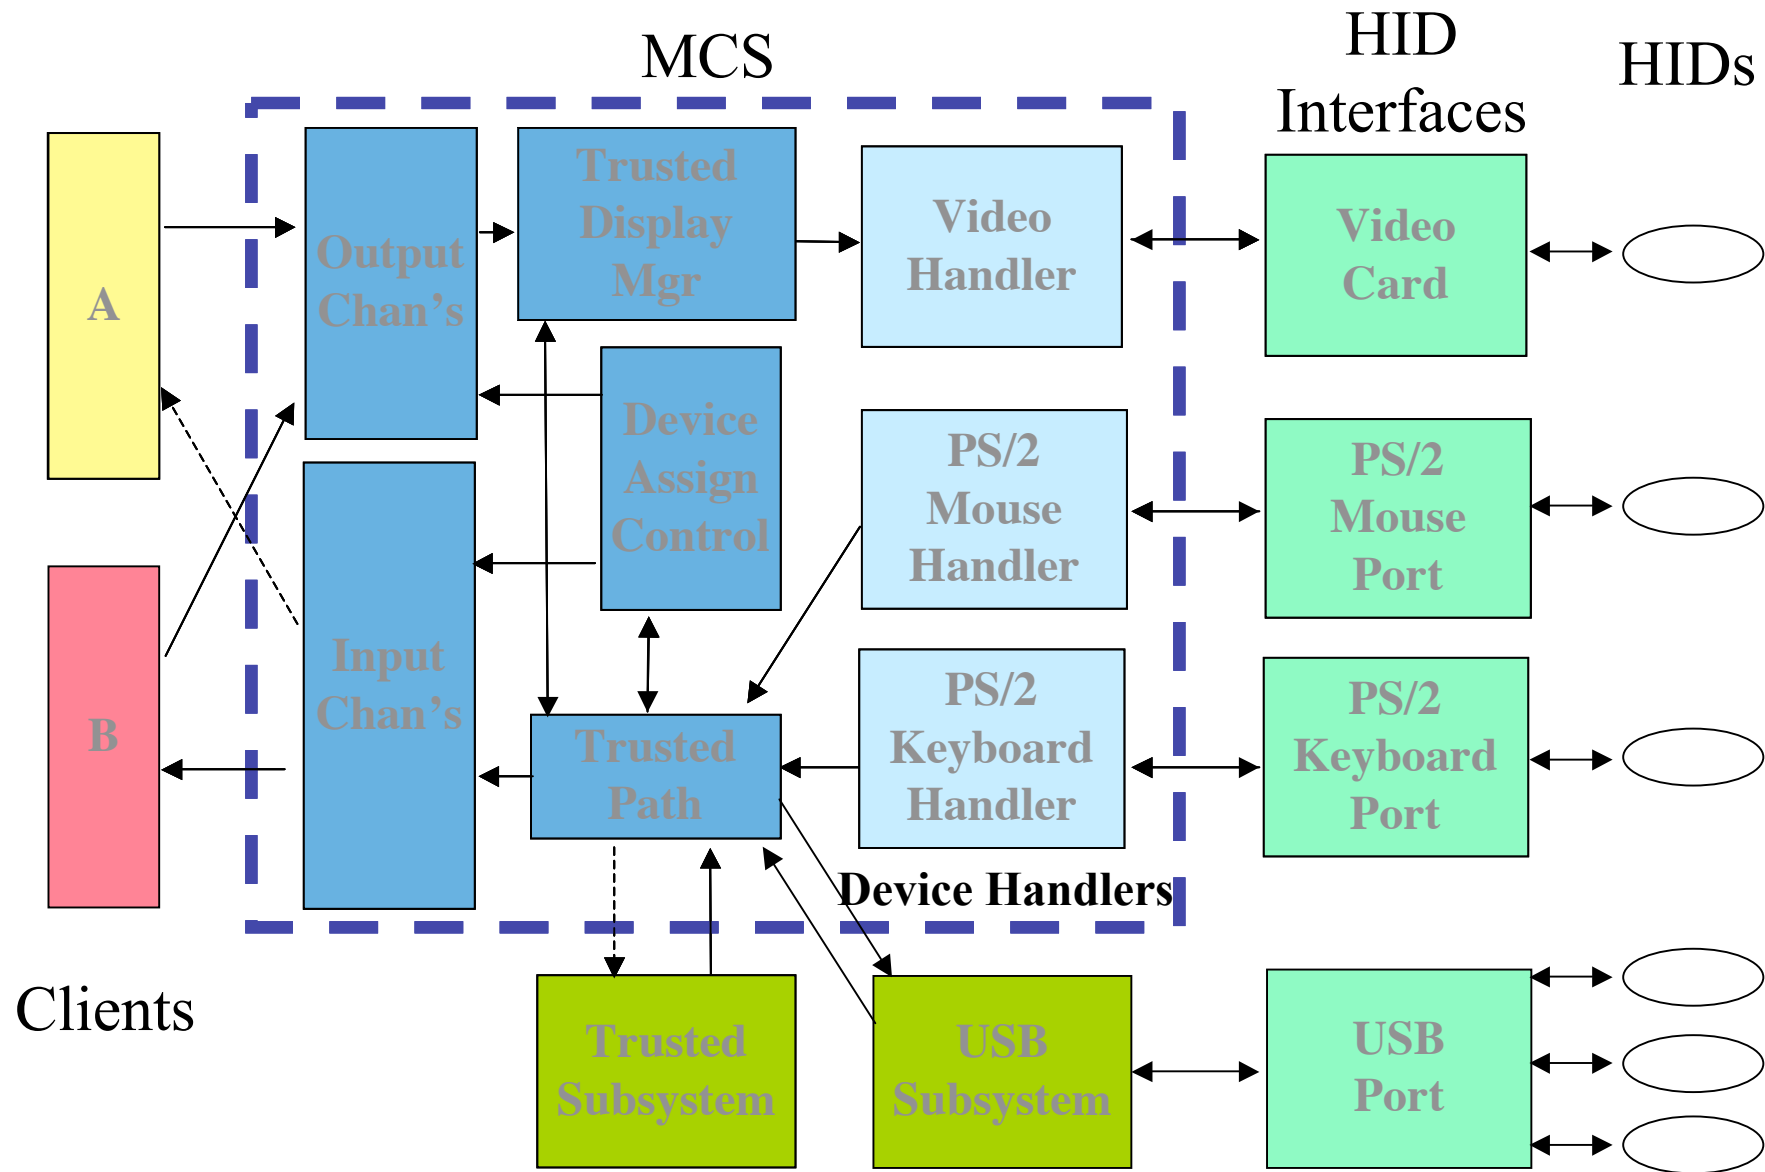 MCS
HID
Interfaces
HIDs
A
Output
Chan's
Trusted
Display
Mgr
Video
Handler
Video
Card
Device
Assign
Control
PS/2
Mouse
Handler
PS/2
Mouse
Port
B
Input
Chan's
Trusted
Path
PS/2
Keyboard
Handler
PS/2
Keyboard
Port
Device Handlers
Clients
Trusted
Subsystem
USB
Subsystem
USB
Port